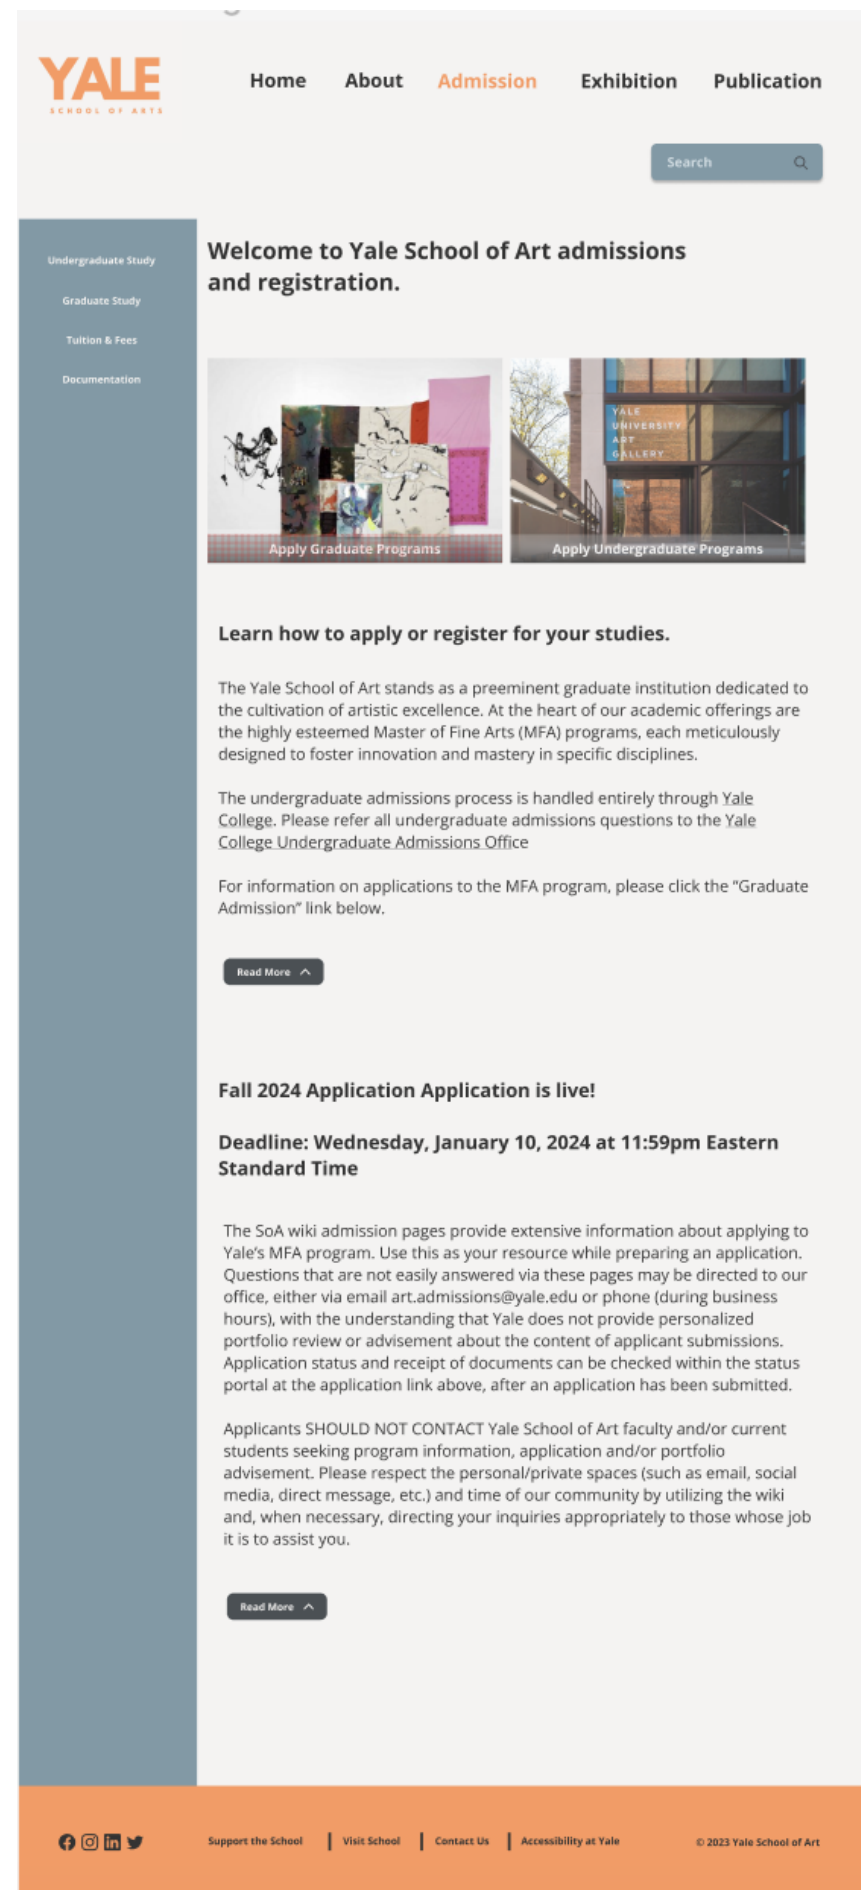 YALE
SCHOOL OF ARTS
Home
About
Admission
Exhibition
Publication
Search
Undergraduate Study
Graduate Study
Tuition & Fees
Documentation
Welcome to Yale School of Art admissions
and registration.
YALE
UNIVERSITY
ART
GALLERY
Apply Graduate Programs
Apply Undergraduate Programs
Learn how to apply or register for your studies.
The Yale School of Art stands as a preeminent graduate institution dedicated to
the cultivation of artistic excellence. At the heart of our academic offerings are
the highly esteemed Master of Fine Arts (MFA) programs, each meticulously
designed to foster innovation and mastery in specific disciplines.
The undergraduate admissions process is handled entirely through Yale
College. Please refer all undergraduate admissions questions to the Yale
College Undergraduate Admissions Office
For information on applications to the MFA program, please click the “Graduate
Admission” link below.
Read More
Fall 2024 Application Application is live!
Deadline: Wednesday, January 10, 2024 at 11:59pm Eastern
Standard Time
The SoA wiki admission pages provide extensive information about applying to
Yale’s MFA program. Use this as your resource while preparing an application.
Questions that are not easily answered via these pages may be directed to our
office, either via email art.admissions@yale.edu or phone (during business
hours), with the understanding that Yale does not provide personalized
portfolio review or advisement about the content of applicant submissions.
Application status and receipt of documents can be checked within the status
portal at the application link above, after an application has been submitted.
Applicants SHOULD NOT CONTACT Yale School of Art faculty and/or current
students seeking program information, application and/or portfolio
advisement. Please respect the personal/private spaces (such as email, social
media, direct message, etc.) and time of our community by utilizing the wiki
and, when necessary, directing your inquiries appropriately to those whose job
it is to assist you.
Read More
Support the School
Visit School
Contact Us
Accessibility at Yale
© 2023 Yale School of Art